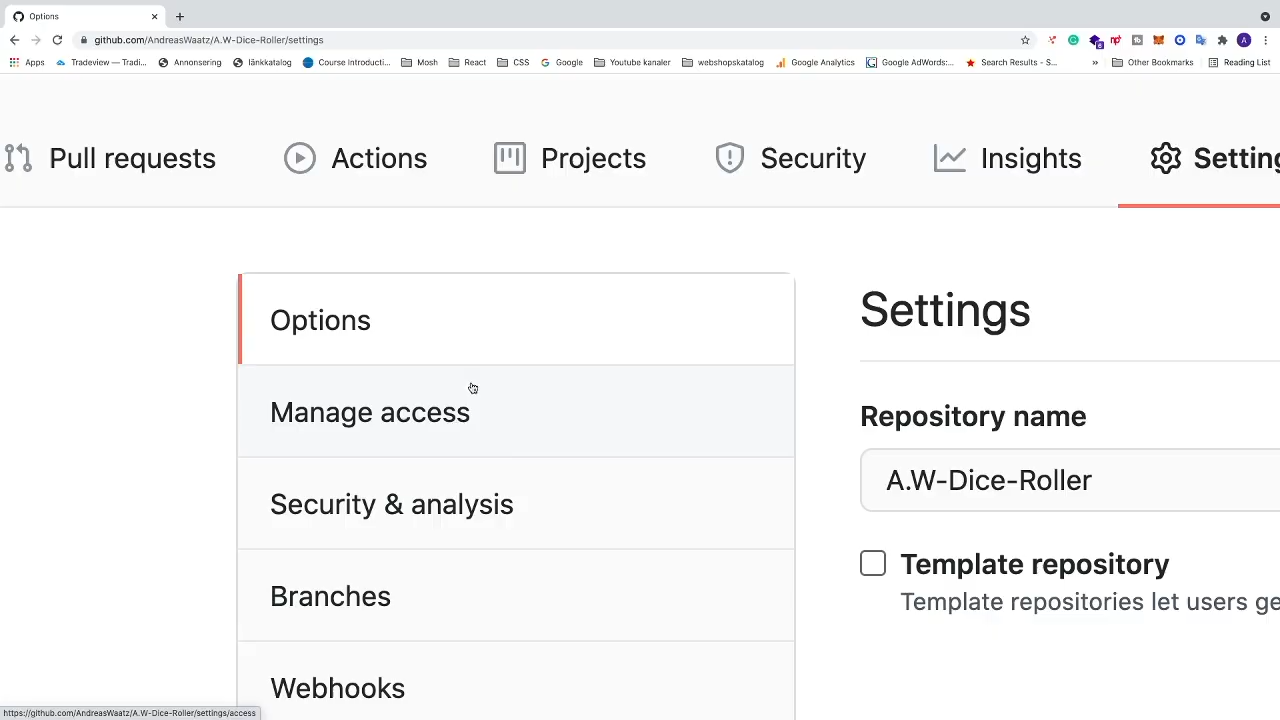 Options
github.com/AndreasWaatz/A.W-Dice-Roller/settings
Apps
Tradeview — Tradi...
Annonsering
länkkatalog
Course Introducti...
Mosh
React
CSS
Google
Youtube kanaler
webshopskatalog
Google Analytics
Google AdWords:...
Search Results - S...
»
Other Bookmarks
Reading List
Pull requests
Actions
Projects
Security
Insights
Setting
Options
Settings
Manage access
Repository name
A.W-Dice-Roller
Security & analysis
Template repository
Branches
Template repositories let users ge
Webhooks
https://github.com/AndreasWaatz/A.W-Dice-Roller/settings/access